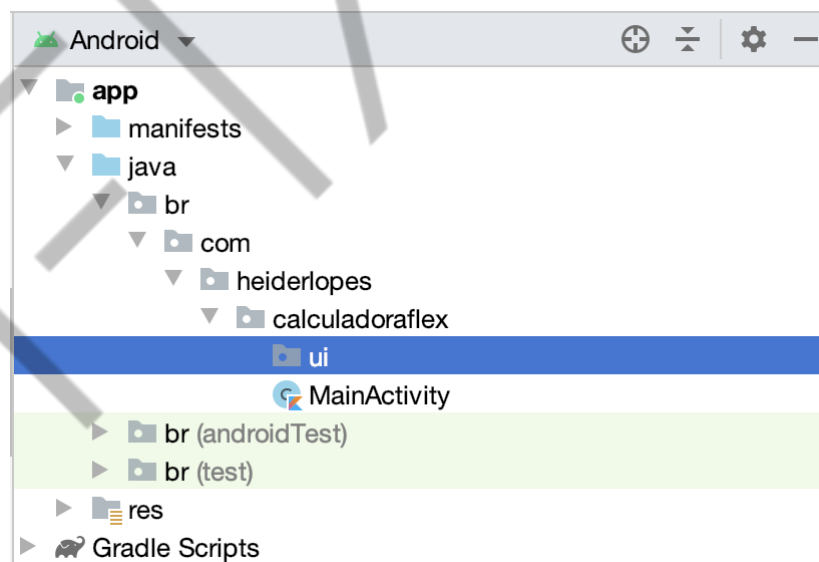 Android
app
manifests
java
br
com
heiderlopes
calculadoraflex
ui
MainActivity
br (androidTest)
br (test)
res
Gradle Scripts